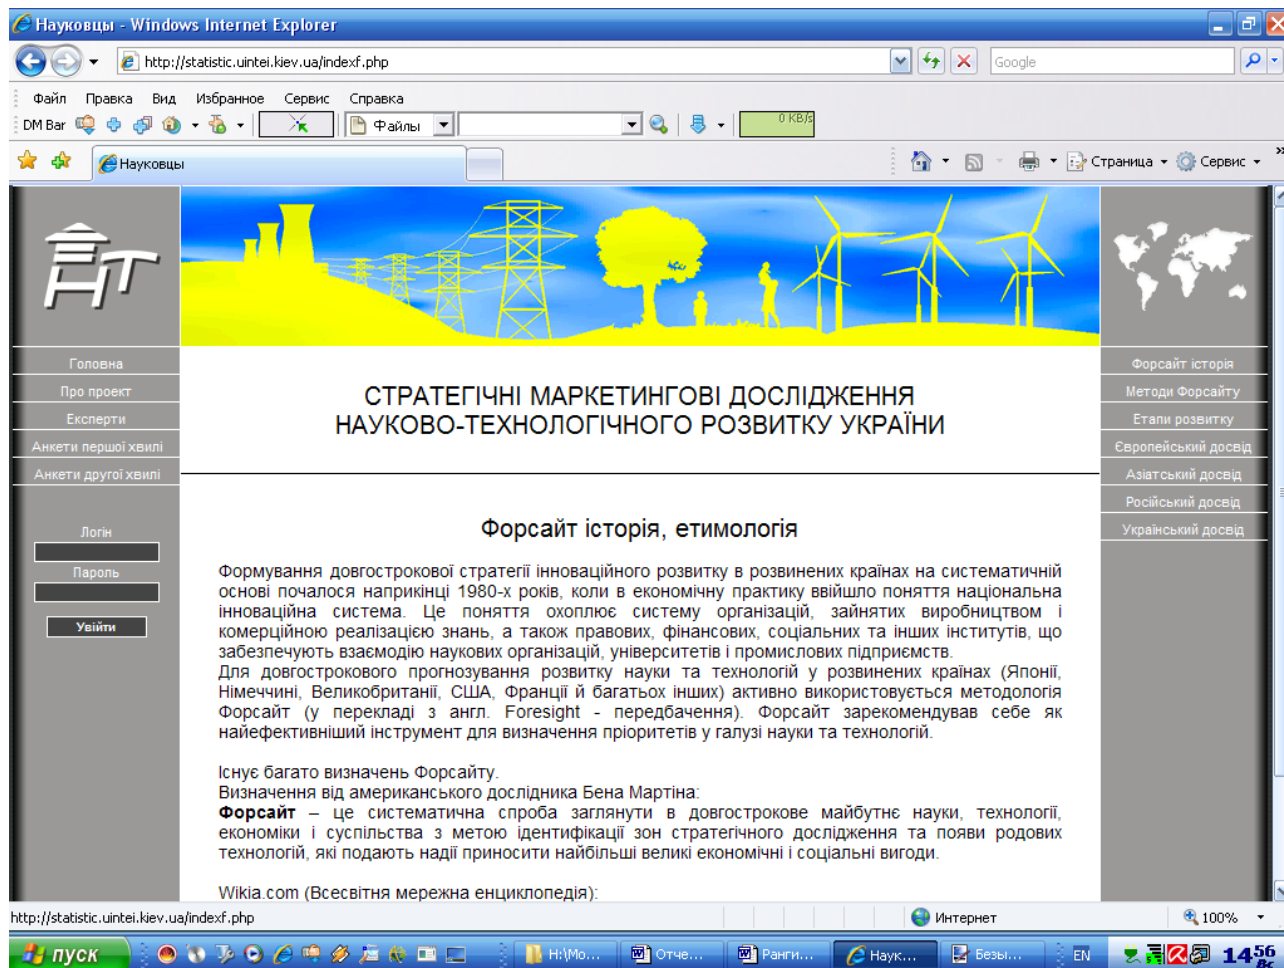 Науковцы - Windows Internet Explorer
http://statistic.uintei.kiev.ua/indexf.php
Google
Файл Правка Вид Избранное Сервис Справка
DM Bar Файлы 0 KB/s
Науковцы
Страница Сервис
НТ
Головна
Про проект
Експерти
Анкети першої хвилі
Анкети другої хвилі
Логін
Пароль
Увійти
СТРАТЕГІЧНІ МАРКЕТИНГОВІ ДОСЛІДЖЕННЯ
НАУКОВО-ТЕХНОЛОГІЧНОГО РОЗВИТКУ УКРАЇНИ
Форсайт історія, етимологія
Формування довгострокової стратегії інноваційного розвитку в розвинених країнах на систематичній
основі почалося наприкінці 1980-х років, коли в економічну практику ввійшло поняття національна
інноваційна система. Це поняття охоплює систему організацій, зайнятих виробництвом і
комерційною реалізацією знань, а також правових, фінансових, соціальних та інших інститутів, що
забезпечують взаємодію наукових організацій, університетів і промислових підприємств.
Для довгострокового прогнозування розвитку науки та технологій у розвинених країнах (Японії,
Німеччині, Великобританії, США, Франції й багатьох інших) активно використовується методологія
Форсайт (у перекладі з англ. Foresight - передбачення). Форсайт зарекомендував себе як
найефективніший інструмент для визначення пріоритетів у галузі науки та технологій.
Існує багато визначень Форсайту.
Визначення від американського дослідника Бена Мартіна:
Форсайт – це систематична спроба заглянути в довгострокове майбутнє науки, технології,
економіки і суспільства з метою ідентифікації зон стратегічного дослідження та появи родових
технологій, які подають надії приносити найбільші великі економічні і соціальні вигоди.
Wikia.com (Всесвітня мережна енциклопедія):
Форсайт історія
Методи Форсайту
Етапи розвитку
Європейський досвід
Азіатський досвід
Російський досвід
Український досвід
http://statistic.uintei.kiev.ua/indexf.php
Интернет
100%
пуск H:\Мо... Отче... Ранги... Наук... Безы... EN 14 56
Вс